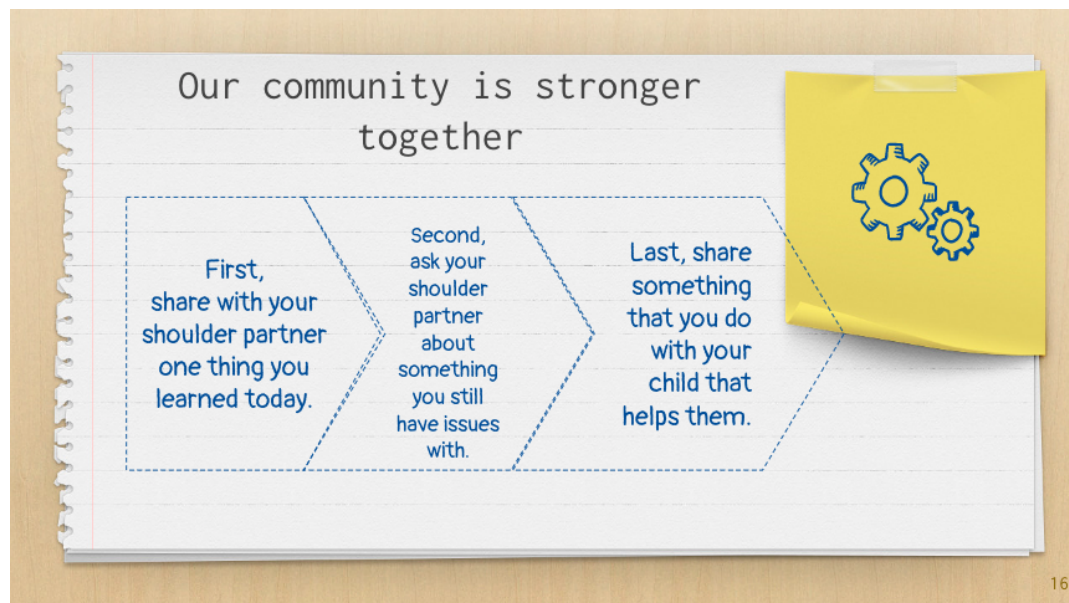 Our community is stronger
together
First,
share with your
shoulder partner
one thing you
learned today.
Second,
ask your
shoulder
partner
about
something
you still
have issues
with.
Last, share
something
that you do
with your
child that
helps them.
16